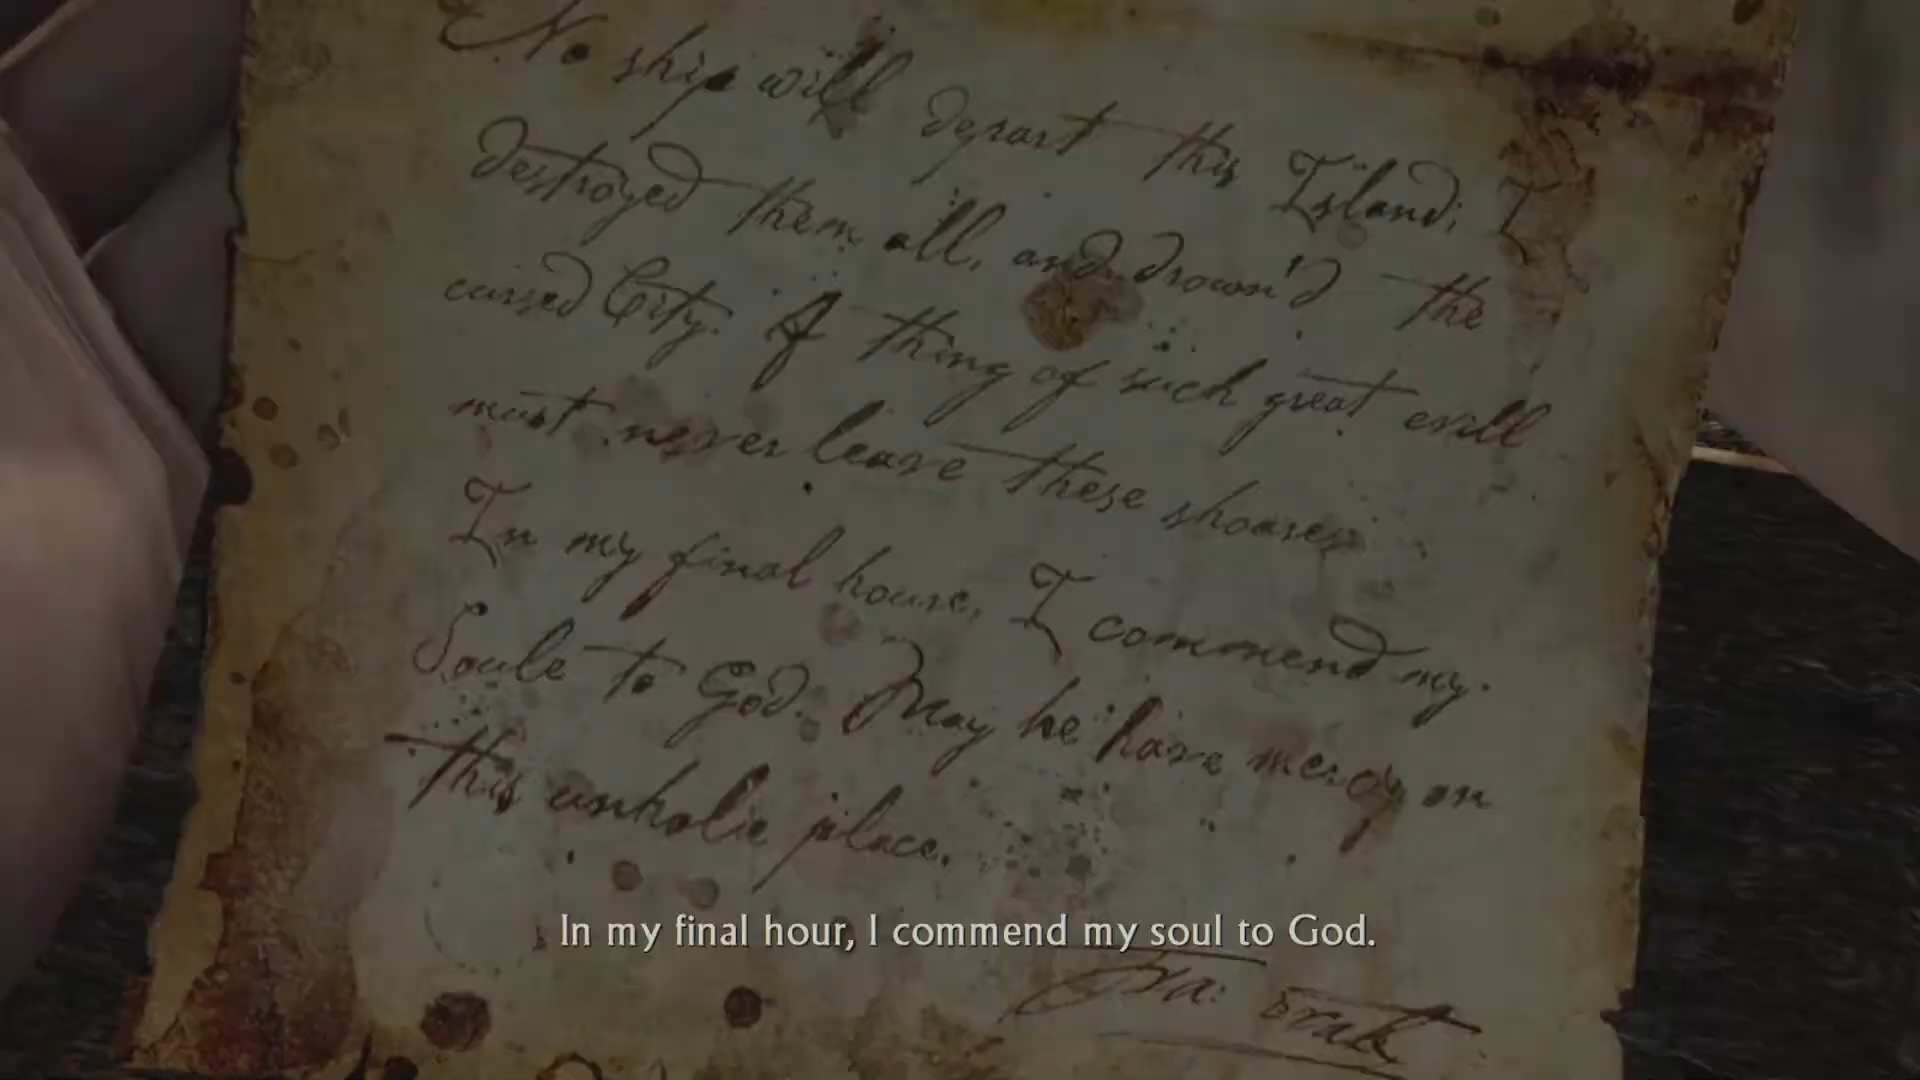 No ship will depart this Island; I
destroyed them all, and drown'd the
cursed City. A thing of such great evill
must never leave these shoares.
In my final houre, I commend my
Soule to God. May he have mercy on
this unholie place.
In my final hour, I commend my soul to God.
Fra: Drak